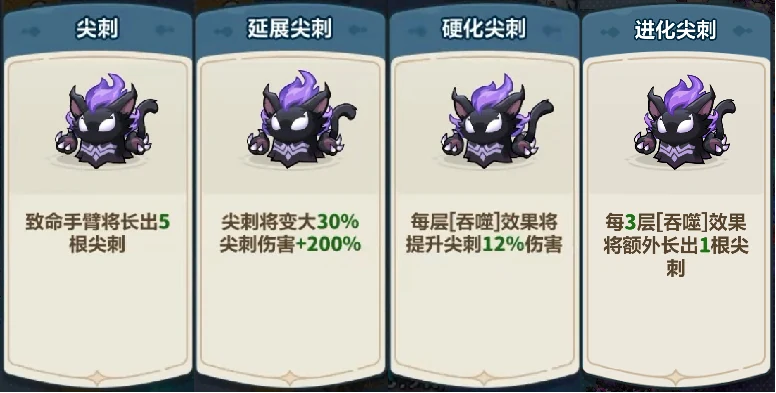 尖刺
致命手臂将长出5
根尖刺
延展尖刺
尖刺将变大30%
尖刺伤害+200%
硬化尖刺
每层[吞噬]效果将
提升尖刺12%伤害
进化尖刺
每3层[吞噬]效果
将额外长出1根尖
刺